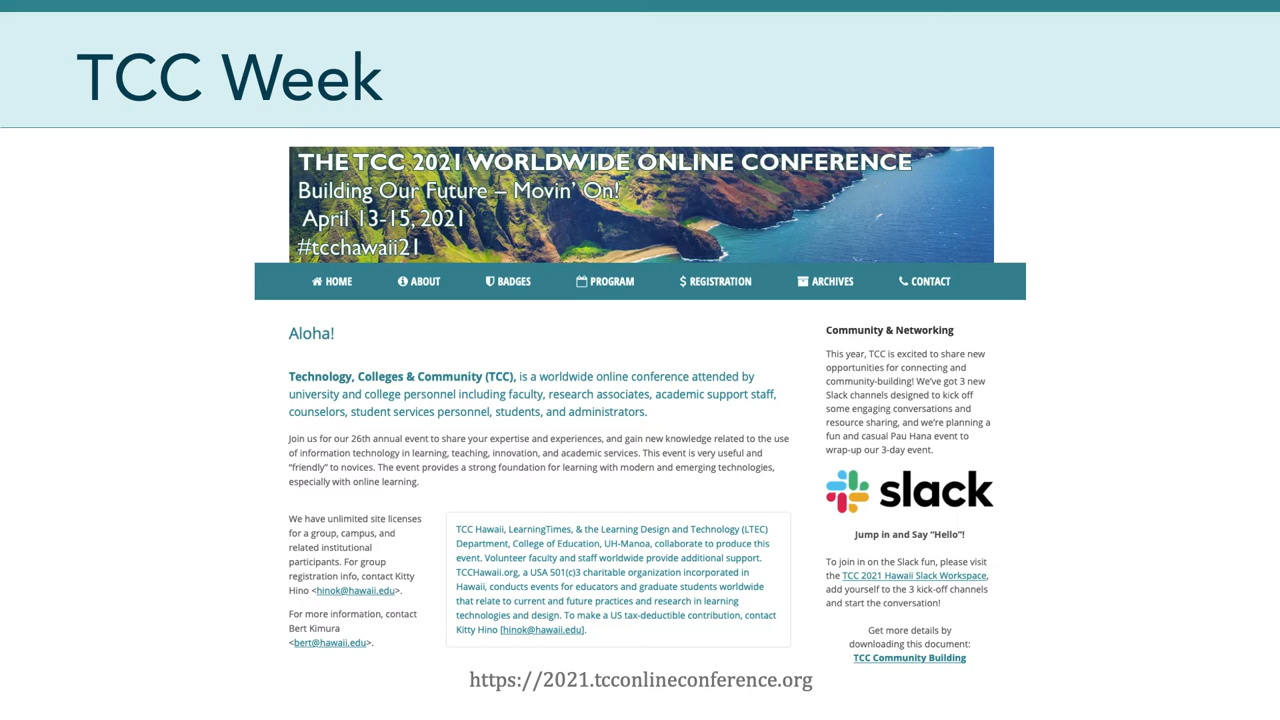 TCC Week
THE TCC 2021 WORLDWIDE ONLINE CONFERENCE
Building Our Future – Movin’ On!
April 13-15, 2021
#tcchawaii21
HOME ABOUT BADGES PROGRAM REGISTRATION ARCHIVES CONTACT
Aloha!
Technology, Colleges & Community (TCC), is a worldwide online conference attended by
university and college personnel including faculty, research associates, academic support staff,
counselors, student services personnel, students, and administrators.
Join us for our 26th annual event to share your expertise and experiences, and gain new knowledge related to the use
of information technology in learning, teaching, innovation, and academic services. This event is very useful and
“friendly” to novices. The event provides a strong foundation for learning with modern and emerging technologies,
especially with online learning.
We have unlimited site licenses
for a group, campus, and
related institutional
participants. For group
registration info, contact Kitty
Hino <hinok@hawaii.edu>
For more information, contact
Bert Kimura
<bert@hawaii.edu>.
TCC Hawaii, LearningTimes, & the Learning Design and Technology (LTEC)
Department, College of Education, UH-Manoa, collaborate to produce this
event. Volunteer faculty and staff worldwide provide additional support.
TCCHawaii.org, a USA 501(c)3 charitable organization incorporated in
Hawaii, conducts events for educators and graduate students worldwide
that relate to current and future practices and research in learning
technologies and design. To make a US tax-deductible contribution, contact
Kitty Hino [hinok@hawaii.edu].
Community & Networking
This year, TCC is excited to share new
opportunities for connecting and
community-building! We’ve got 3 new
Slack channels designed to kick off
some engaging conversations and
resource sharing, and we’re planning a
fun and casual Pau Hana event to
wrap-up our 3-day event.
slack
Jump in and Say “Hello”!
To join in on the Slack fun, please visit
the TCC 2021 Hawaii Slack Workspace,
add yourself to the 3 kick-off channels
and start the conversation!
Get more details by
downloading this document:
TCC Community Building
https://2021.tcconlineconference.org